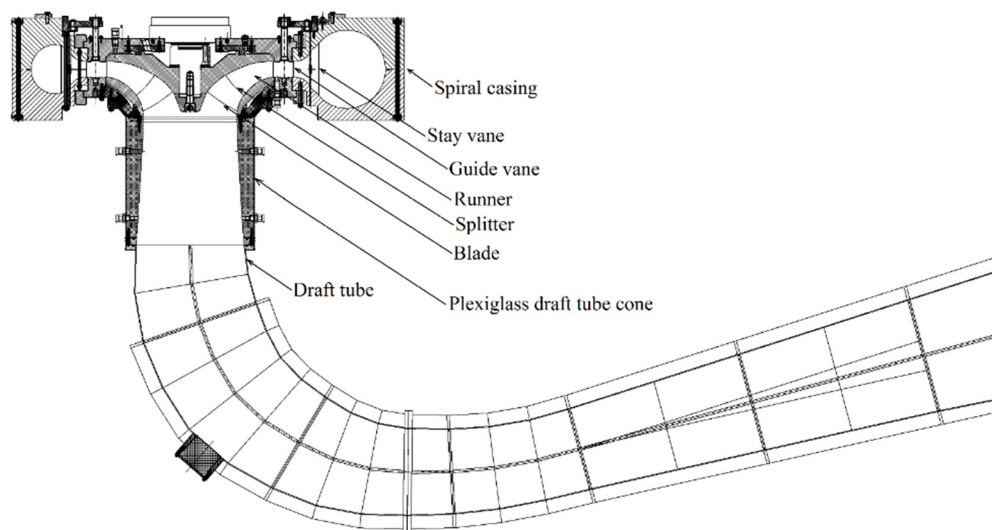 Spiral casing
Stay vane
Guide vane
Runner
Splitter
Blade
Draft tube
Plexiglass draft tube cone